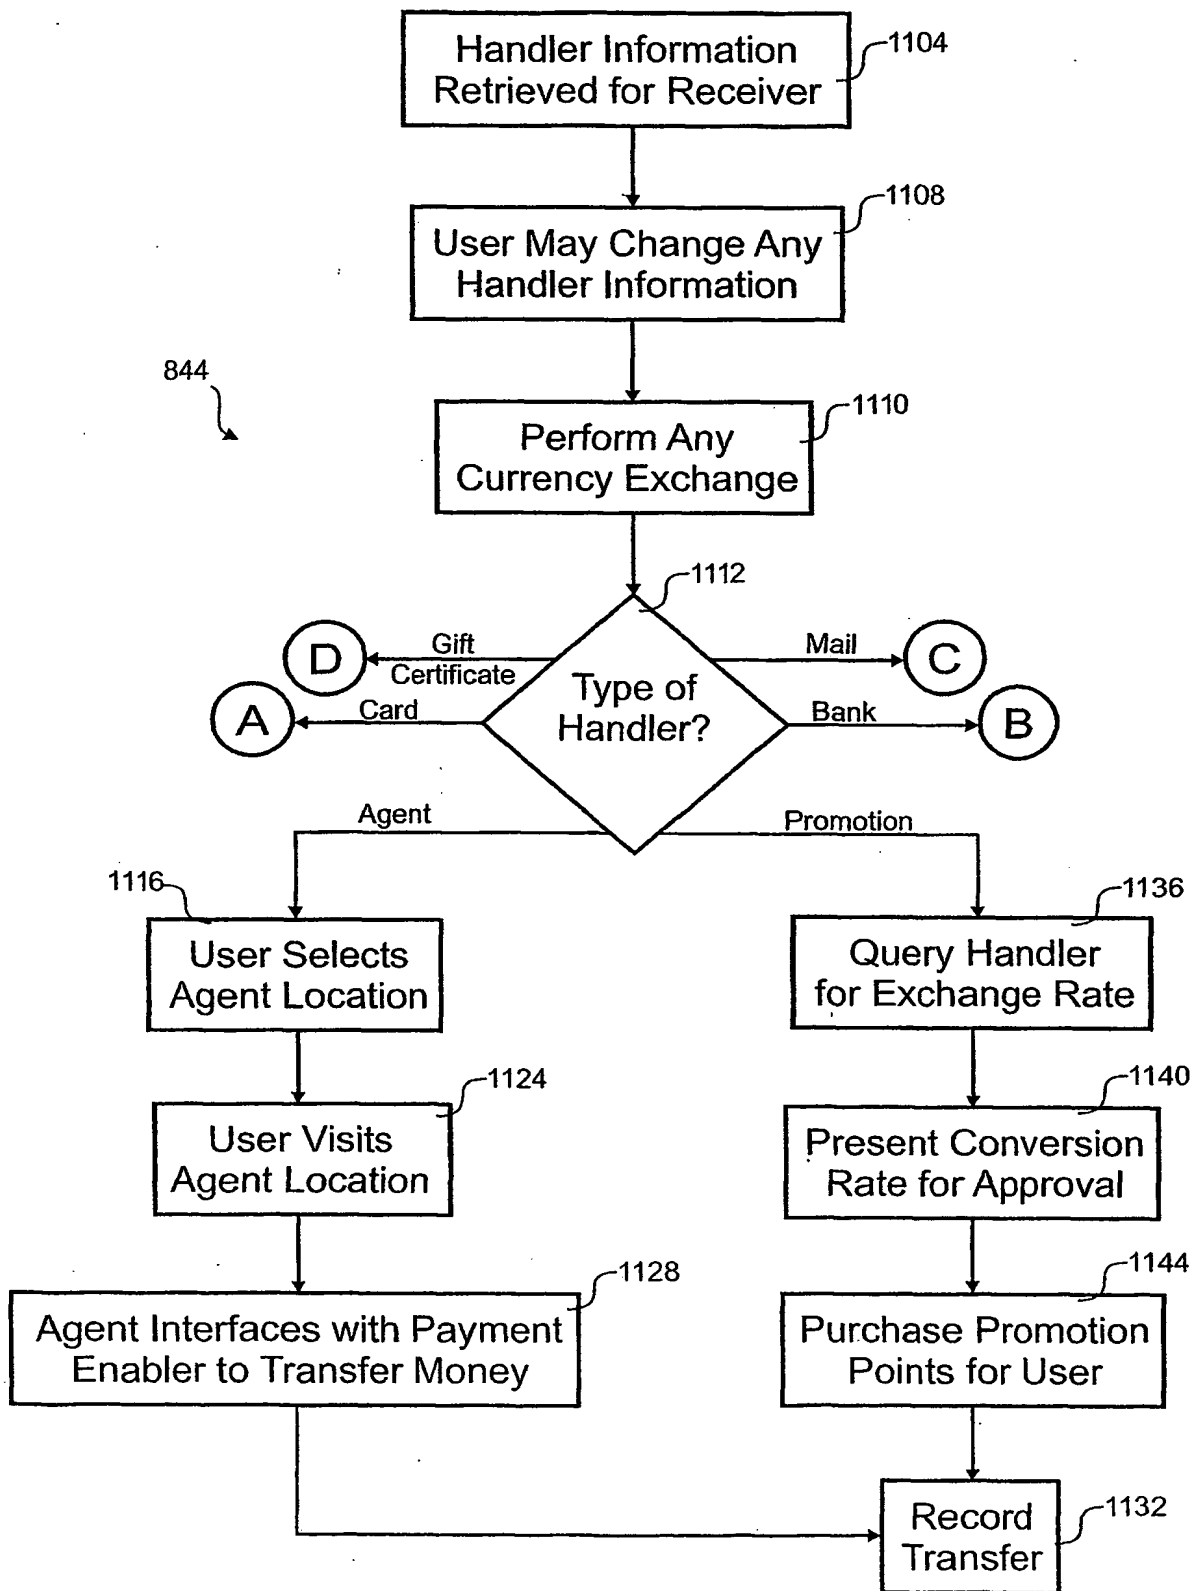 Handler Information
Retrieved for Receiver
1104
User May Change Any
Handler Information
1108
844
Perform Any
Currency Exchange
1110
1112
Type of
Handler?
D
Gift
Certificate
Mail
C
A
Card
Bank
B
Agent
Promotion
1116
User Selects
Agent Location
1136
Query Handler
for Exchange Rate
1124
User Visits
Agent Location
1140
Present Conversion
Rate for Approval
1128
Agent Interfaces with Payment
Enabler to Transfer Money
1144
Purchase Promotion
Points for User
Record
Transfer
1132